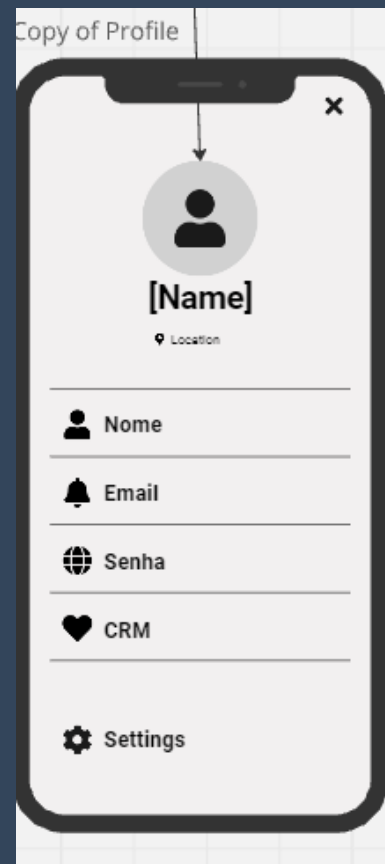 Copy of Profile
[Name]
Location
Nome
Email
Senha
CRM
Settings